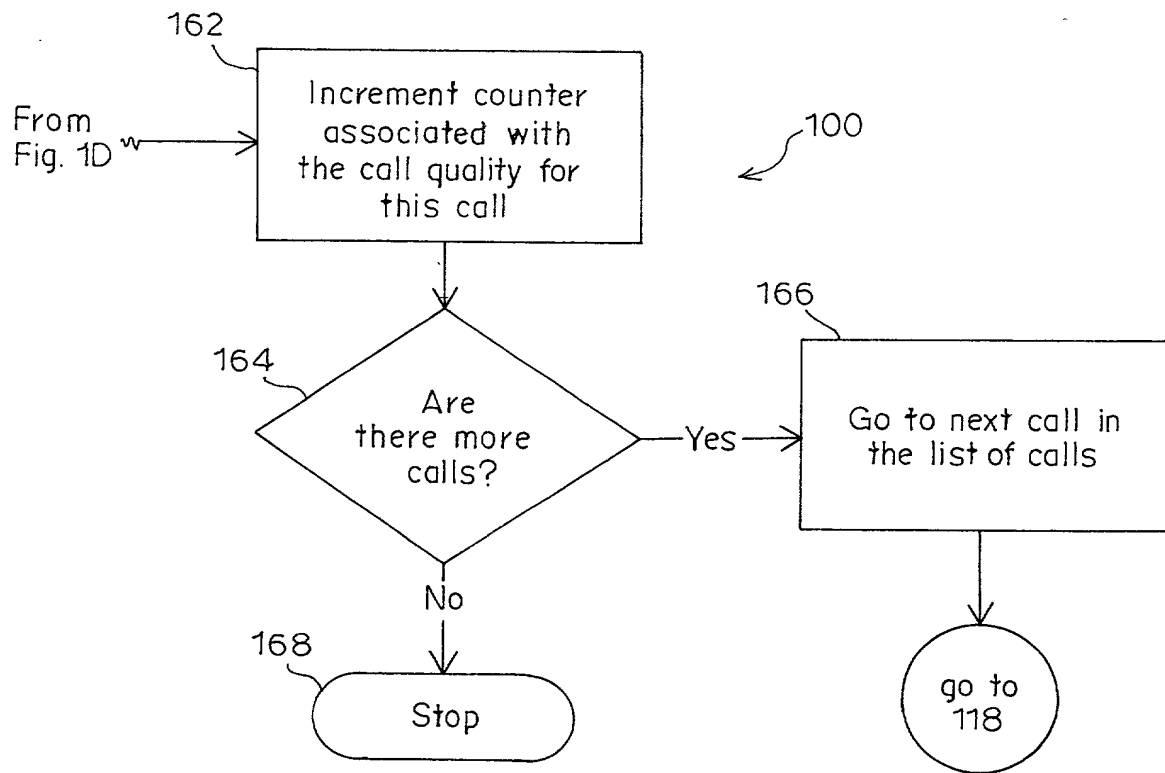 162
From
Fig. 1D
Increment counter
associated with
the call quality for
this call
100
164
Are
there more
calls?
Yes
166
Go to next call in
the list of calls
No
168
Stop
go to
118